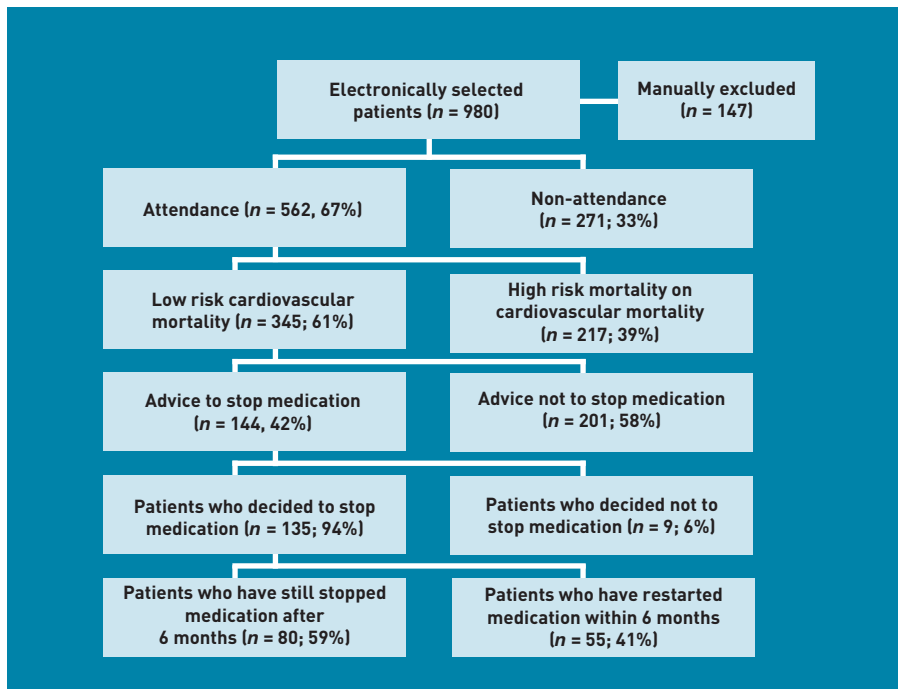 Electronically selected
patients (n = 980)
Manually excluded
(n = 147)
Attendance (n = 562, 67%)
Non-attendance
(n = 271; 33%)
Low risk cardiovascular
mortality (n = 345; 61%)
High risk mortality on
cardiovascular mortality
(n = 217; 39%)
Advice to stop medication
(n = 144, 42%)
Advice not to stop medication
(n = 201; 58%)
Patients who decided to stop
medication (n = 135; 94%)
Patients who decided not to
stop medication (n = 9; 6%)
Patients who have still stopped
medication after
6 months (n = 80; 59%)
Patients who have restarted
medication within 6 months
(n = 55; 41%)